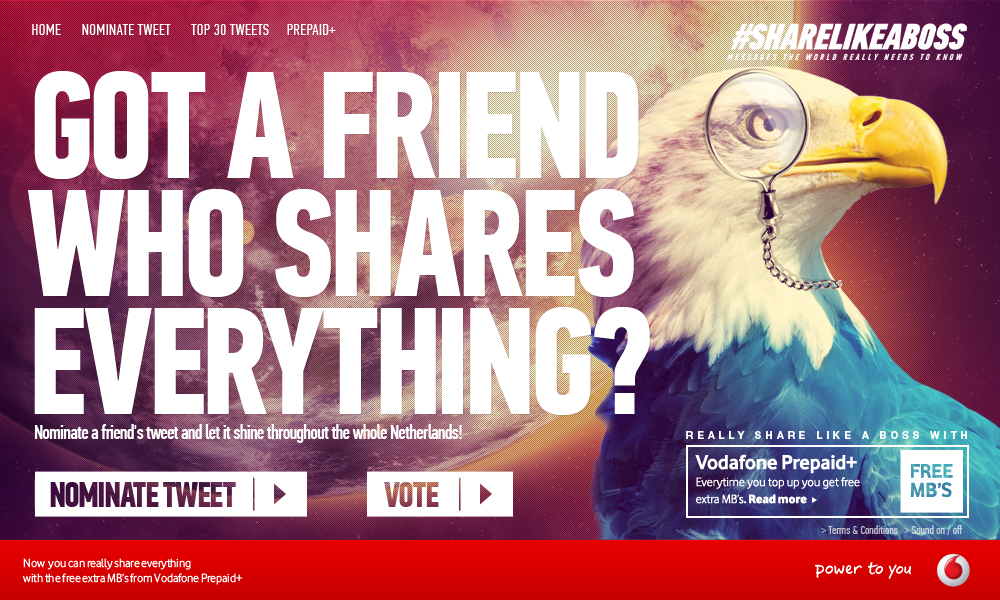 HOME NOMINATE TWEET TOP 30 TWEETS PREPAID+
#SHARELIKEABOSS
MESSAGES THE WORLD REALLY NEEDS TO KNOW
GOT A FRIEND
WHO SHARES
EVERYTHING?
Nominate a friend's tweet and let it shine throughout the whole Netherlands!
NOMINATE TWEET
VOTE
REALLY SHARE LIKE A BOSS WITH
Vodafone Prepaid+
Everytime you top up you get free
extra MB's. Read more
FREE
MB'S
> Terms & Conditions > Sound on / off
Now you can really share everything
with the free extra MB's from Vodafone Prepaid+
power to you